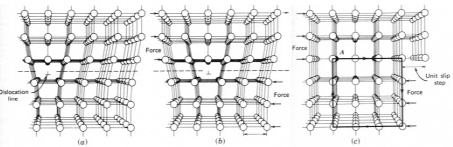 Force
Dislocation
line
Force
(a)
(b)
Force
A
Unit slip
step
Force
(c)